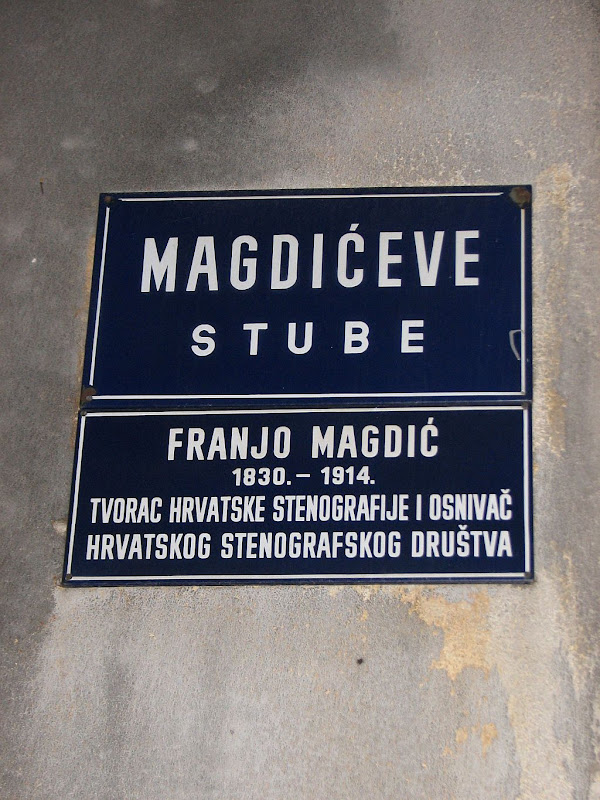 MAGDIĆEVE
STUBE
FRANJO MAGDIĆ
1830. – 1914.
TVORAC HRVATSKE STENOGRAFIJE I OSNIVAČ
HRVATSKOG STENOGRAFSKOG DRUŠTVA